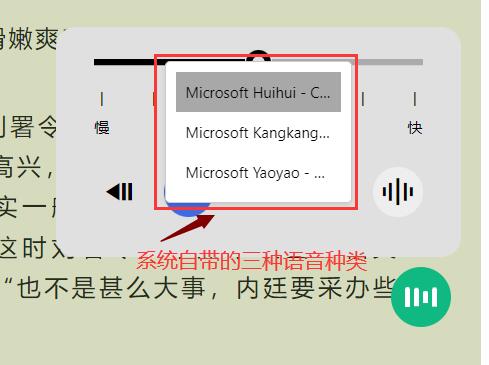 滑嫩爽
慢
快
Microsoft Huihui - C...
Microsoft Kangkang...
Microsoft Yaoyao - ...
署令
高兴，
实一般
这时对
系统自带的三种语音种类
“也不是甚么大事，内廷要采办些